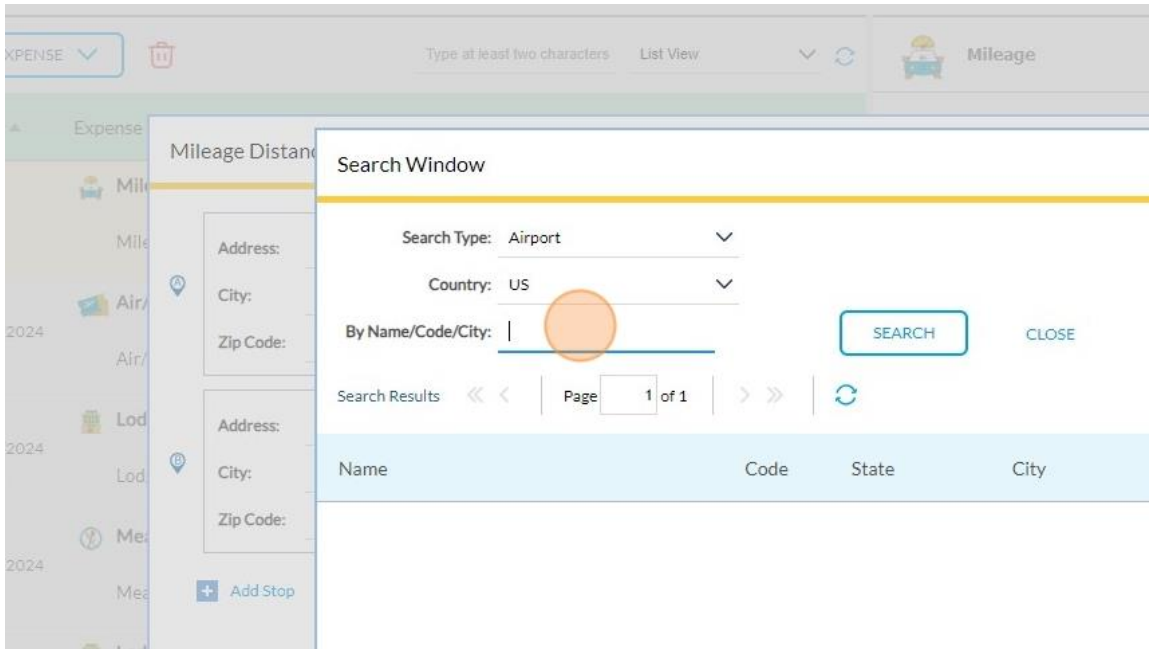 XPENSE
Type at least two characters List View
Mileage
Expense
Mileage Distanc
Search Window
Mile
Mile
Search Type: Airport
Address:
Country: US
City:
Air/
2024
By Name/Code/City:
SEARCH
CLOSE
Zip Code:
Air/
Search Results
Page 1 of 1
Lod
Address:
2024
Lod
City:
Name Code State City
Zip Code:
Mea
2024
Mea
Add Stop